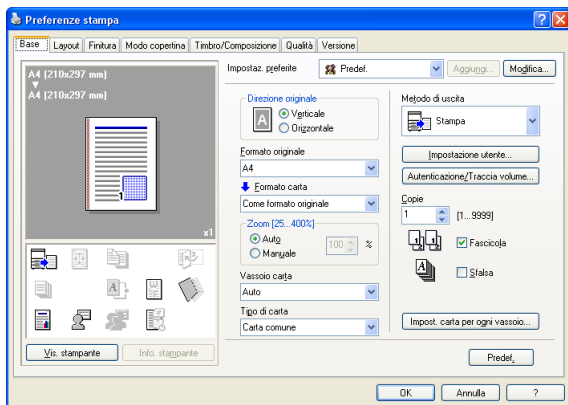 Preferenze stampa
Base Layout Finitura Modo copertina Timbro/Composizione Qualità Versione
A4 (210x297 mm)
A4 (210x297 mm)
1
x1
Vis. stampante Info. stampante
Impostaz. preferite Predef. Aggiungi... Modifica...
Direzione originale
A
Verticale
Orizzontale
Formato originale
A4
Formato carta
Come formato originale
Zoom [25...400%]
Auto
Manuale
100 %
Vassoio carta
Auto
Tipo di carta
Carta comune
Metodo di uscita
Stampa
Impostazione utente...
Autenticazione/Traccia volume...
Copie
1 [1...9999]
Fascicola
Sfalsa
Impost. carta per ogni vassoio...
Predef.
OK Annulla ?